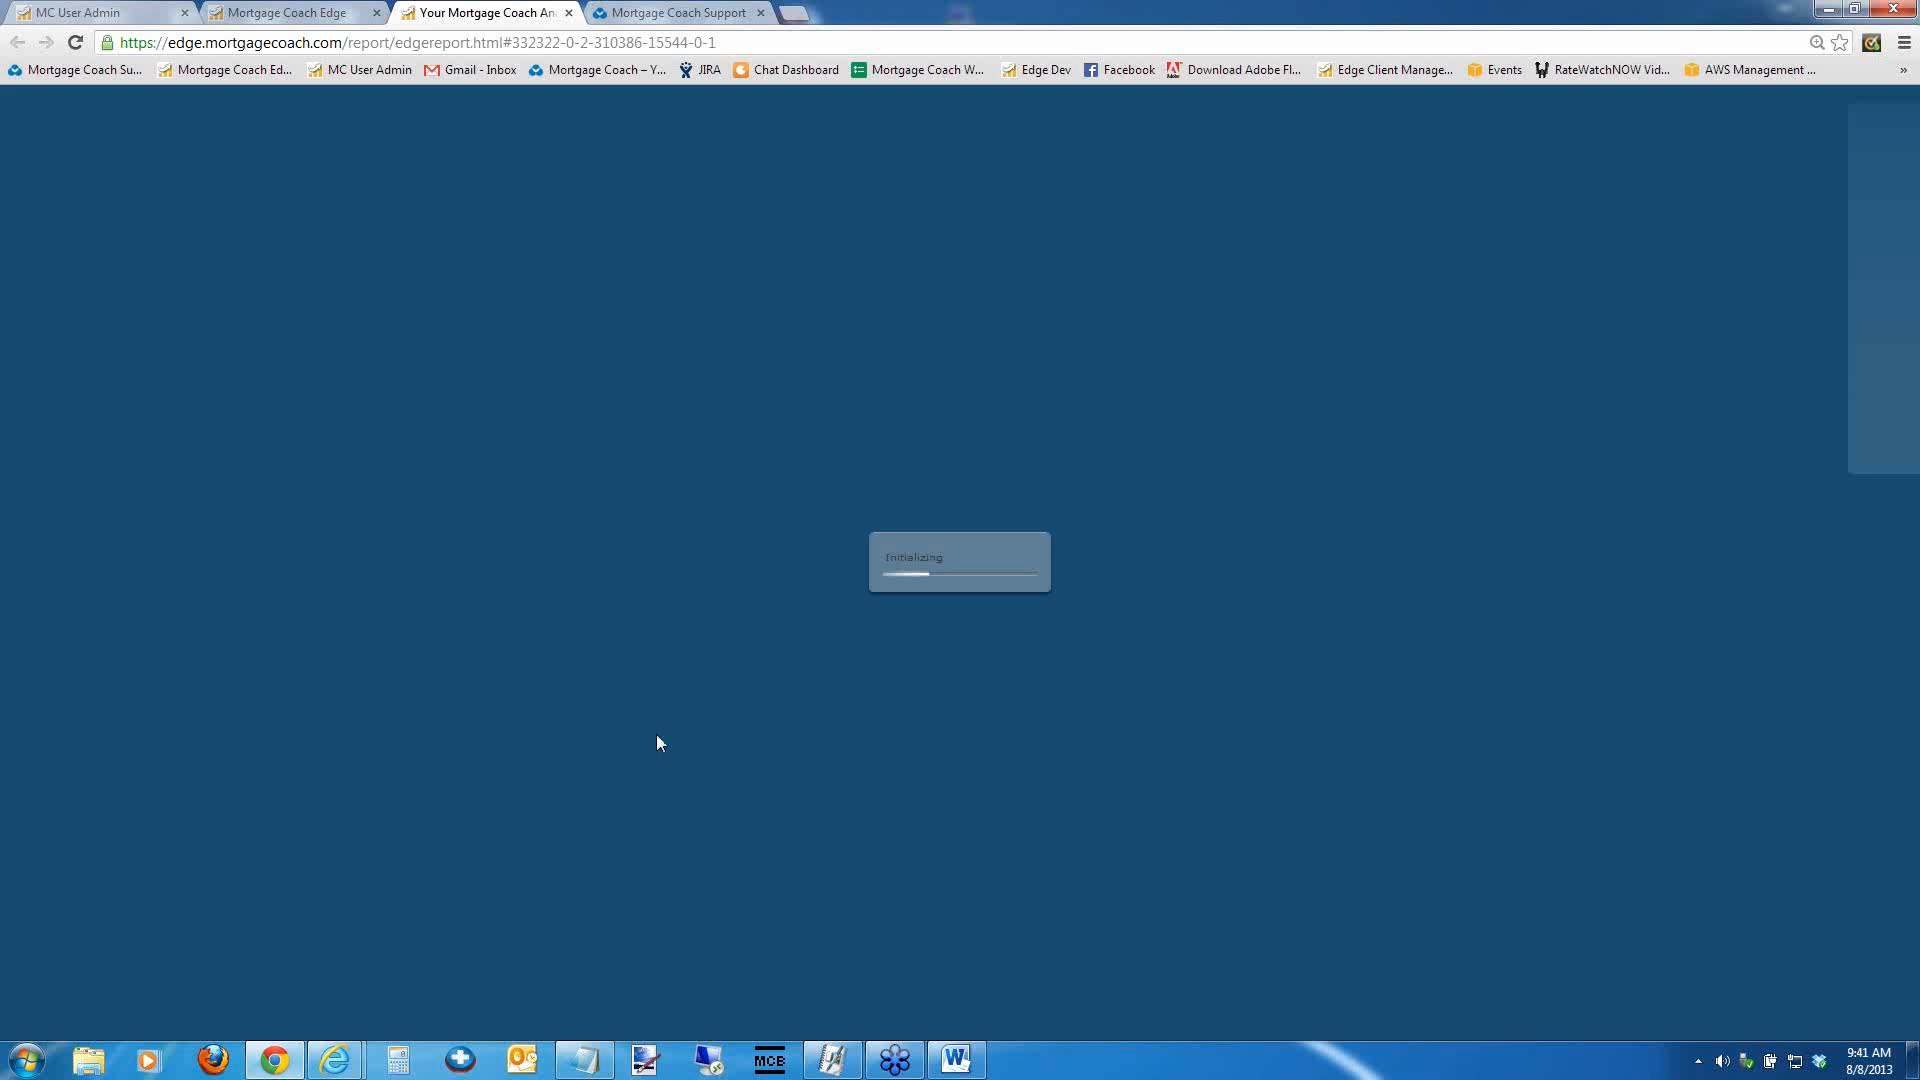 MC User Admin
Mortgage Coach Edge
Your Mortgage Coach An
Mortgage Coach Support
https://edge.mortgagecoach.com/report/edgereport.html#332322-0-2-310386-15544-0-1
Mortgage Coach Su...
Mortgage Coach Ed...
MC User Admin
Gmail - Inbox
Mortgage Coach – Y...
JIRA
Chat Dashboard
Mortgage Coach W...
Edge Dev
Facebook
Download Adobe Fl...
Edge Client Manage...
Events
RateWatchNOW Vid...
AWS Management ...
»
Initializing
MCB
9:41 AM
8/8/2013